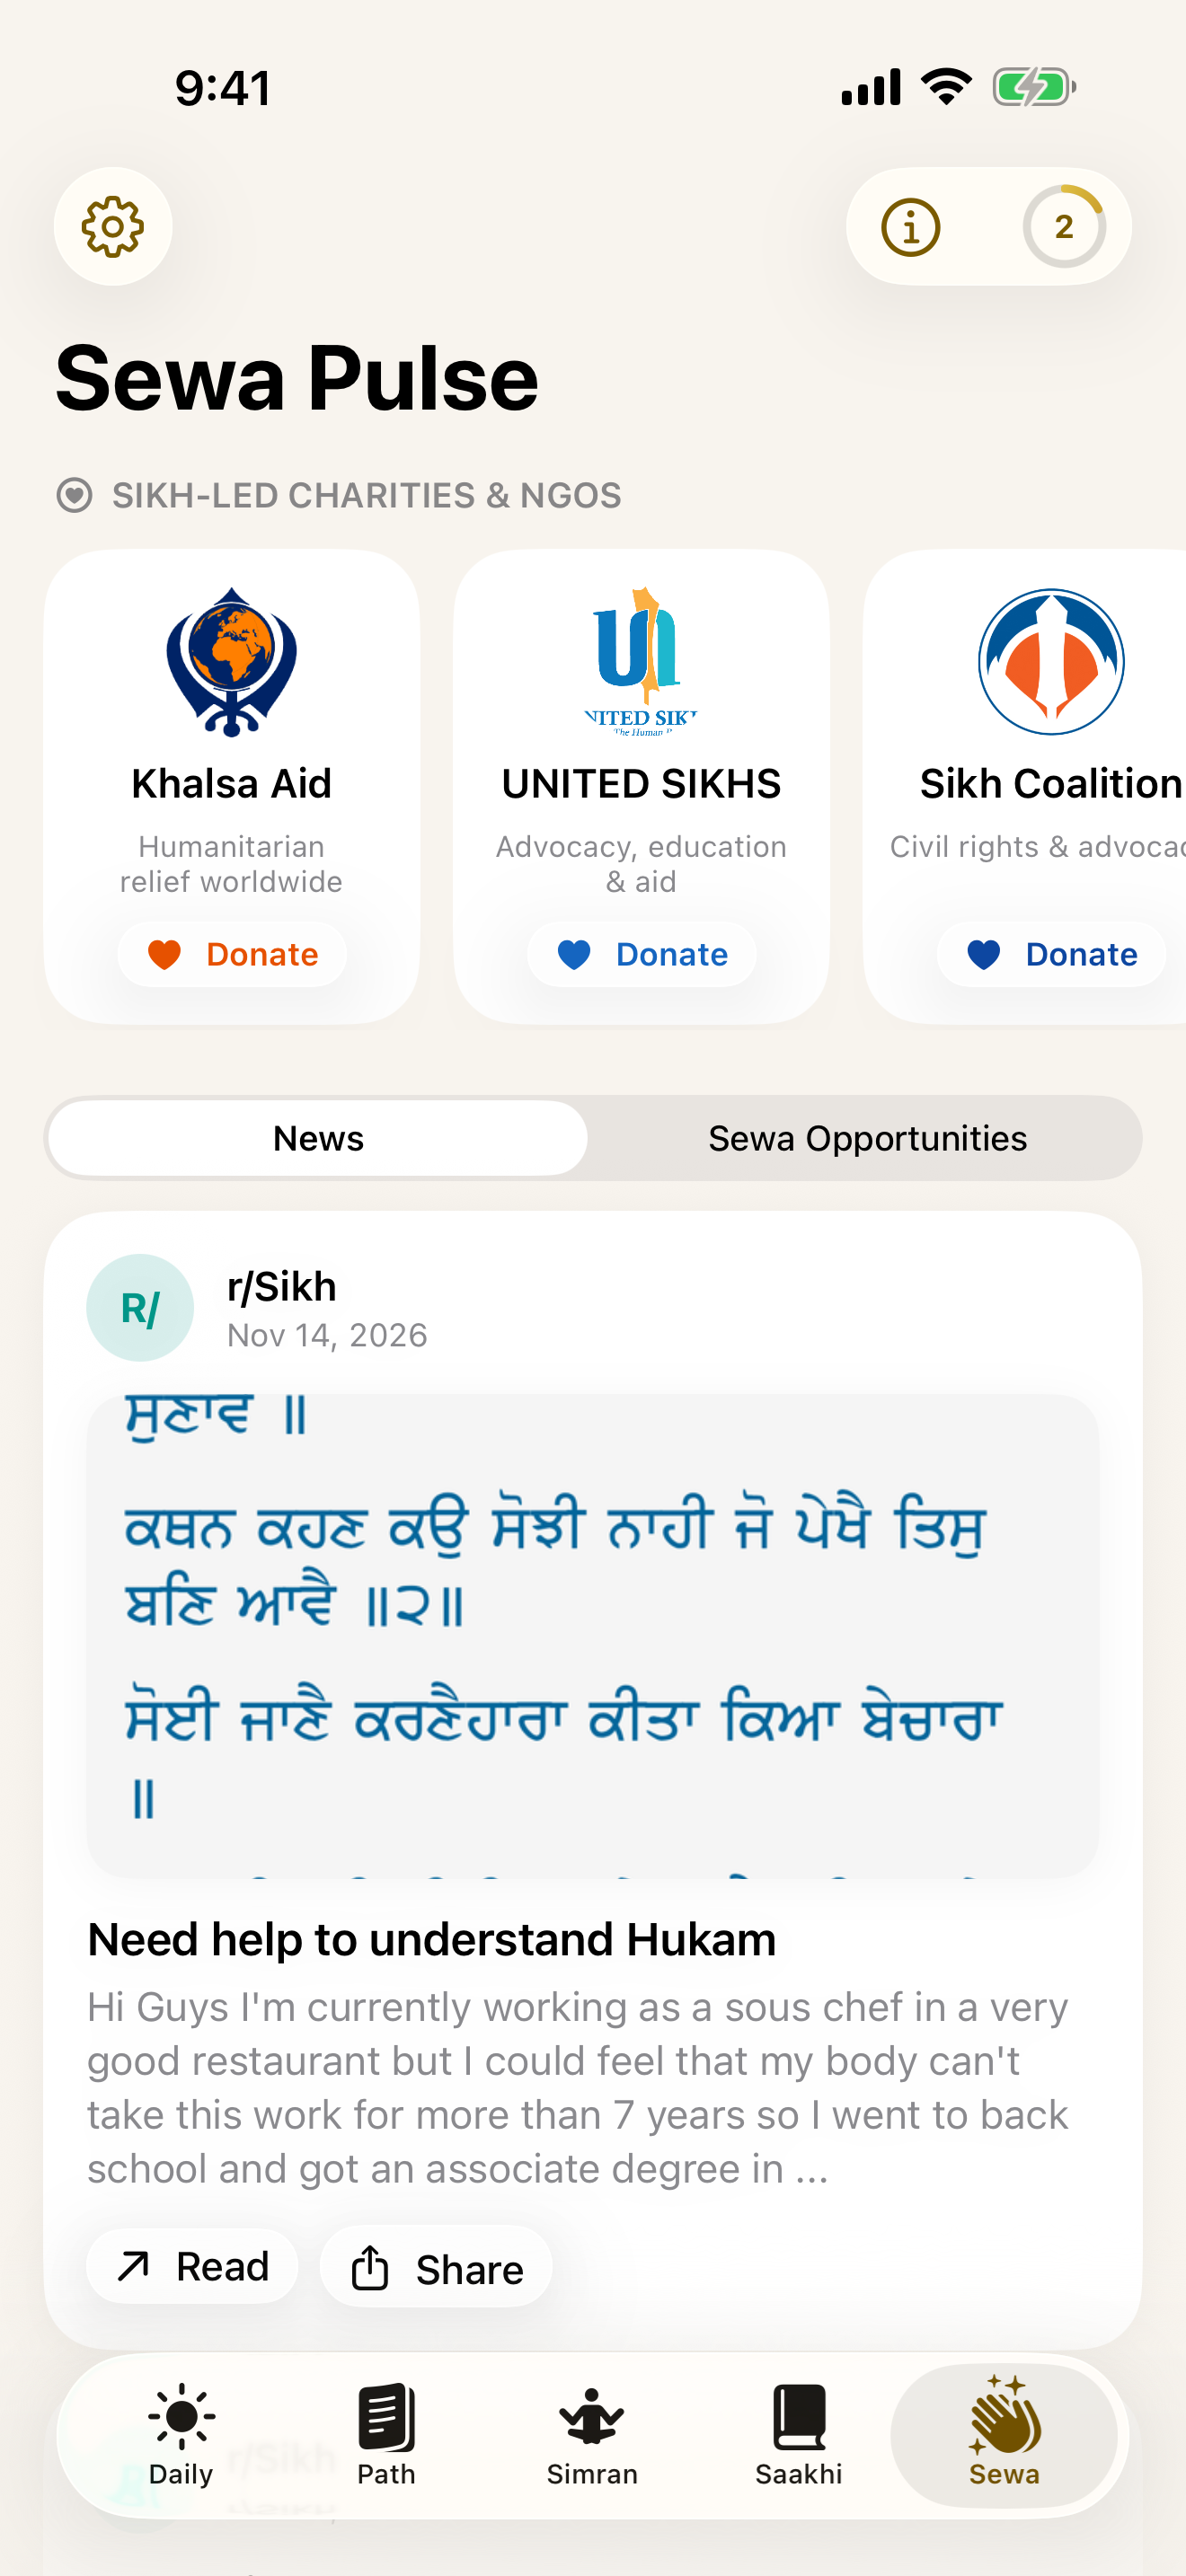 9:41
2
Sewa Pulse
SIKH-LED CHARITIES & NGOS
Khalsa Aid
Humanitarian
relief worldwide
Donate
UNITED SIKHS
Advocacy, education
& aid
Donate
Sikh Coalition
Civil rights & advocac
Donate
News
Sewa Opportunities
R/
r/Sikh
Nov 14, 2026
ਸੁਣਾਵ ॥
ਕਥਨ ਕਹਣ ਕਉ ਸੋਝੀ ਨਾਹੀ ਜੋ ਪੇਖੈ ਤਿਸੁ
ਬਣਿ ਆਵੈ ॥੨॥
ਸੋਈ ਜਾਣੈ ਕਰਣੈਹਾਰਾ ਕੀਤਾ ਕਿਆ ਬੇਚਾਰਾ
॥
Need help to understand Hukam
Hi Guys I'm currently working as a sous chef in a very
good restaurant but I could feel that my body can't
take this work for more than 7 years so I went to back
school and got an associate degree in ...
Read
Share
r/Sikh
Daily
Path
Simran
Saakhi
Sewa